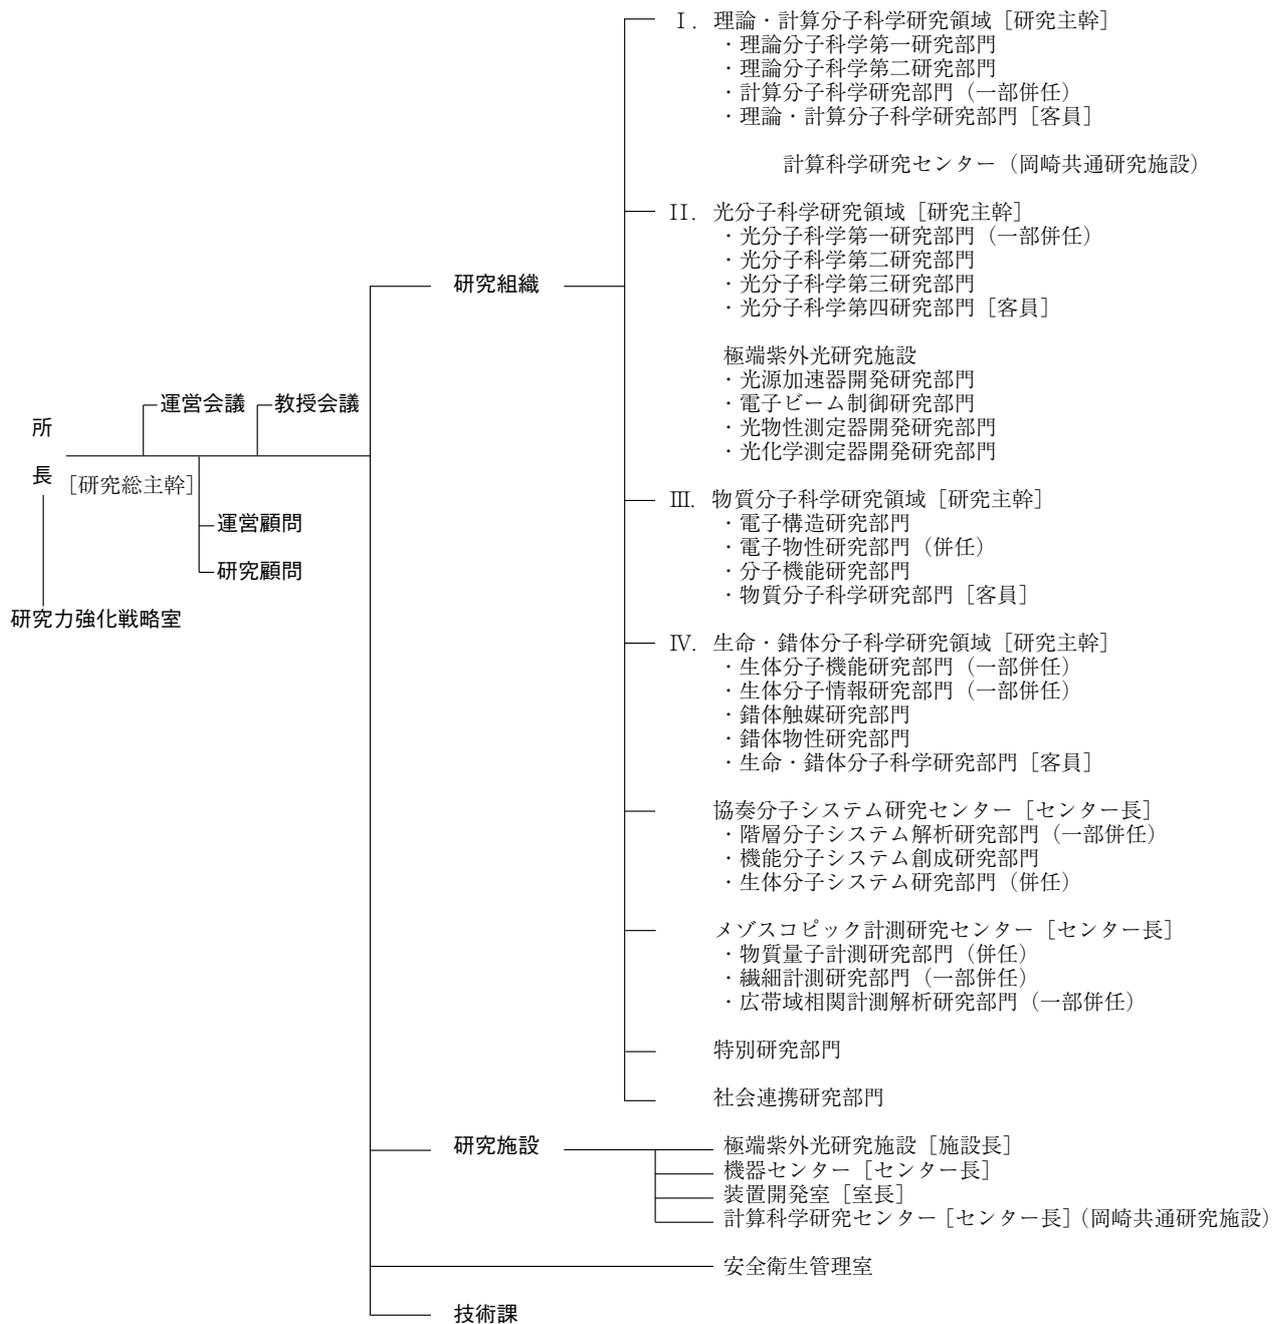 所長
[研究総主幹]
研究力強化戦略室
運営会議
教授会議
運営顧問
研究顧問
研究組織
Ⅰ. 理論・計算分子科学研究領域［研究主幹］
・理論分子科学第一研究部門
・理論分子科学第二研究部門
・計算分子科学研究部門（一部併任）
・理論・計算分子科学研究部門［客員］
計算科学研究センター（岡崎共通研究施設）
Ⅱ. 光分子科学研究領域［研究主幹］
・光分子科学第一研究部門（一部併任）
・光分子科学第二研究部門
・光分子科学第三研究部門
・光分子科学第四研究部門［客員］
極端紫外光研究施設
・光源加速器開発研究部門
・電子ビーム制御研究部門
・光物性測定器開発研究部門
・光化学測定器開発研究部門
Ⅲ. 物質分子科学研究領域［研究主幹］
・電子構造研究部門
・電子物性研究部門（併任）
・分子機能研究部門
・物質分子科学研究部門［客員］
Ⅳ. 生命・錯体分子科学研究領域［研究主幹］
・生体分子機能研究部門（一部併任）
・生体分子情報研究部門（一部併任）
・錯体触媒研究部門
・錯体物性研究部門
・生命・錯体分子科学研究部門［客員］
協奏分子システム研究センター［センター長］
・階層分子システム解析研究部門（一部併任）
・機能分子システム創成研究部門
・生体分子システム研究部門（併任）
メゾスコピック計測研究センター［センター長］
・物質量子計測研究部門（併任）
・繊細計測研究部門（一部併任）
・広帯域相関計測解析研究部門（一部併任）
特別研究部門
社会連携研究部門
研究施設
極端紫外光研究施設［施設長］
機器センター［センター長］
装置開発室［室長］
計算科学研究センター［センター長］（岡崎共通研究施設）
安全衛生管理室
技術課